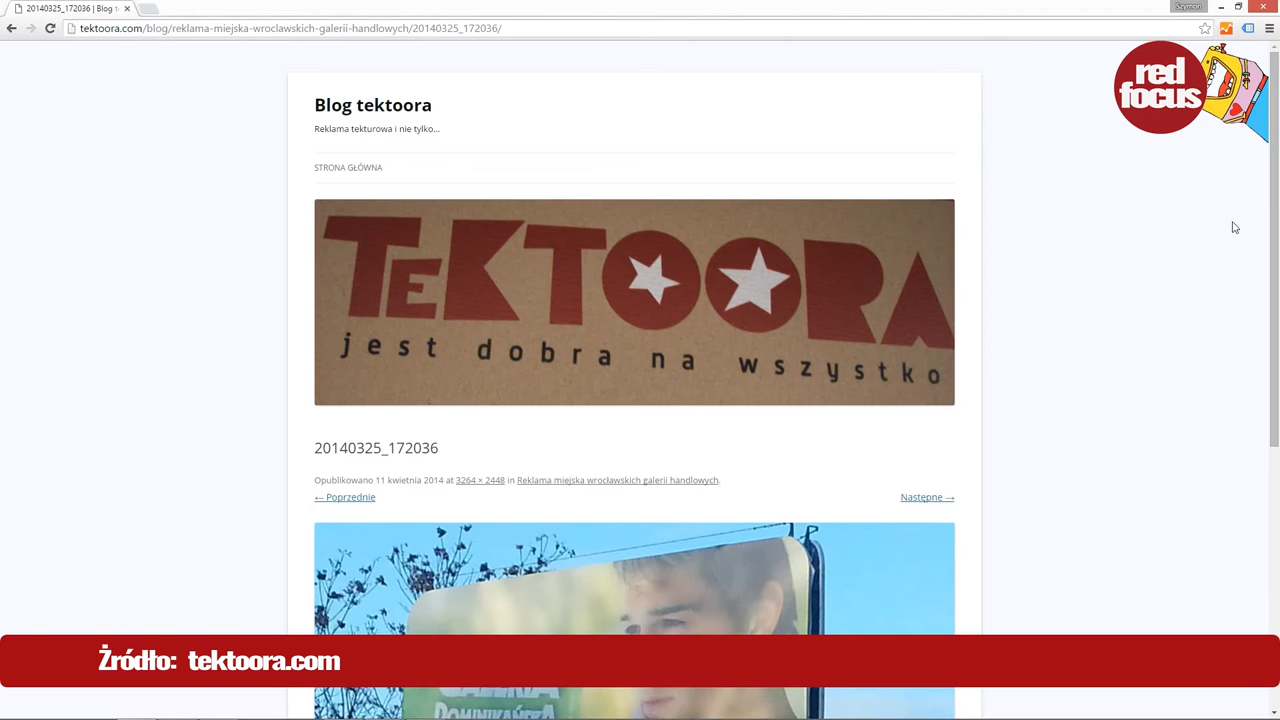 20140325_172036 | Blog t
Szymon
tektoora.com/blog/reklama-miejska-wroclawskich-galerii-handlowych/20140325_172036/
red
focus
Blog tektoora
Reklama tekturowa i nie tylko...
STRONA GŁÓWNA
TEKTOORA
jest dobra na wszystko
20140325_172036
Opublikowano 11 kwietnia 2014 at 3264 × 2448 in Reklama miejska wrocławskich galerii handlowych.
← Poprzednie
Następne →
Źródło: tektoora.com
DOMINIKAŃSKA